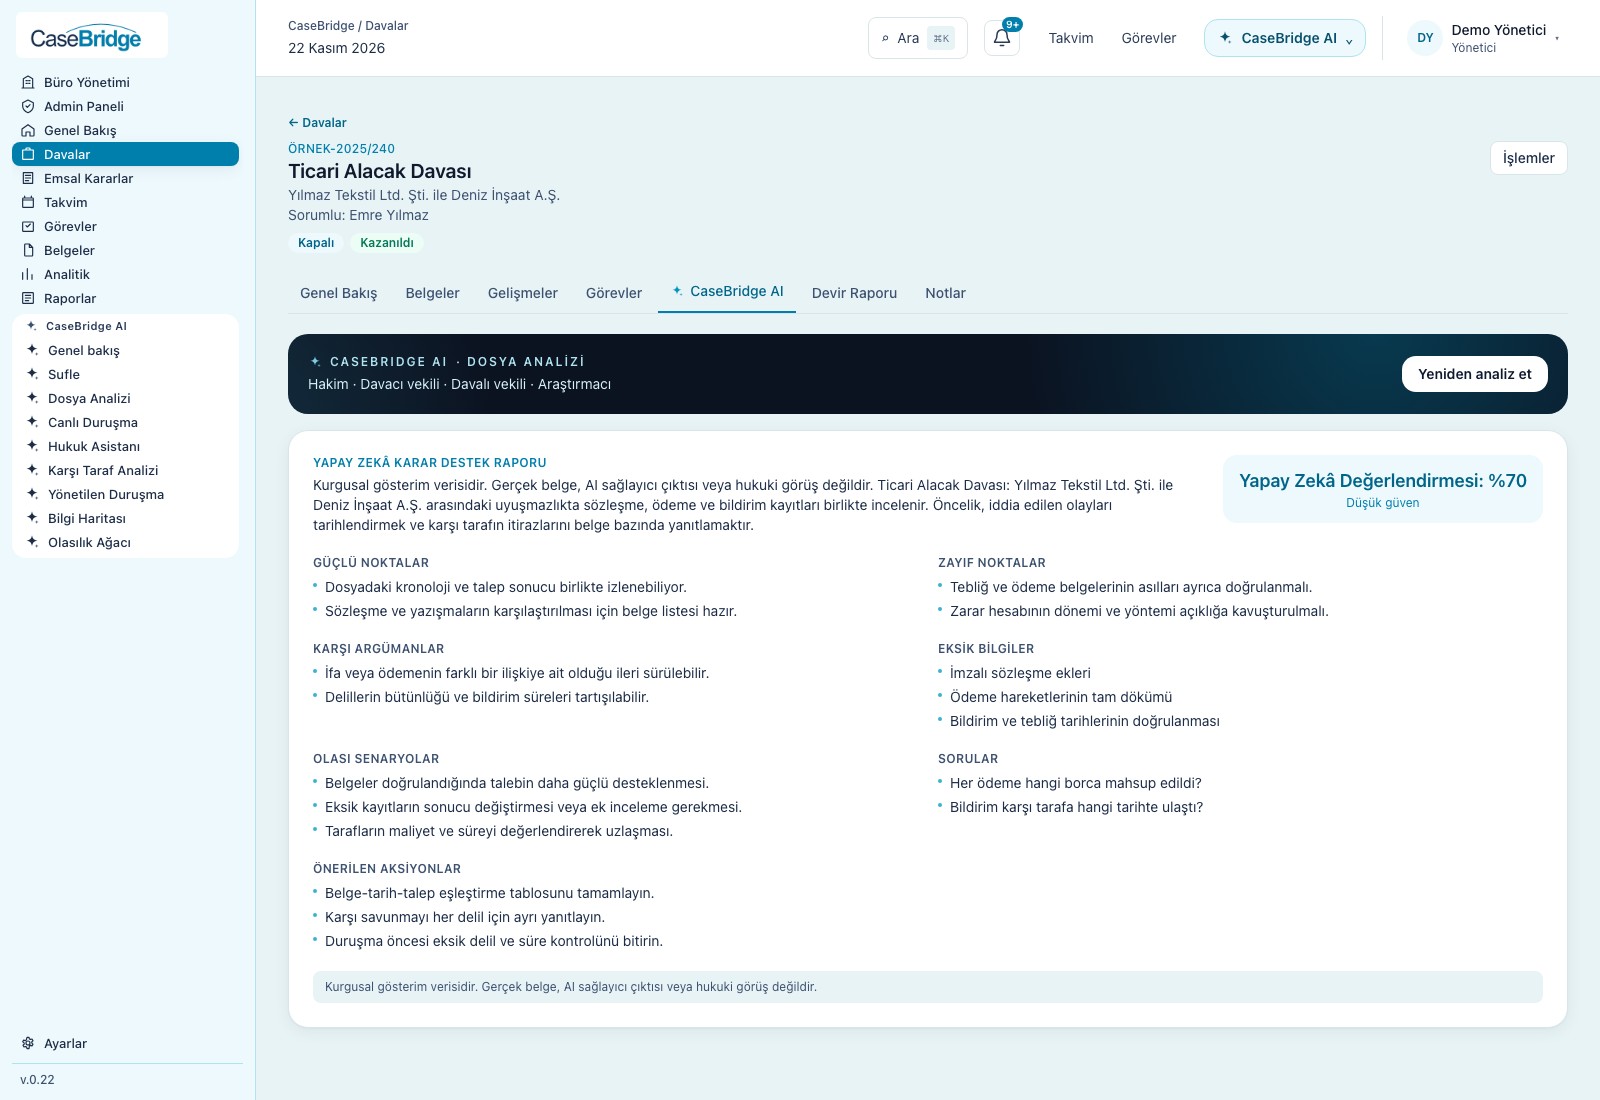 CaseBridge
Büro Yönetimi
Admin Paneli
Genel Bakış
Davalar
Emsal Kararlar
Takvim
Görevler
Belgeler
Analitik
Raporlar
CaseBridge AI
Genel bakış
Sufle
Dosya Analizi
Canlı Duruşma
Hukuk Asistanı
Karşı Taraf Analizi
Yönetilen Duruşma
Bilgi Haritası
Olasılık Ağacı
Ayarlar
v.0.22
CaseBridge / Davalar
22 Kasım 2026
Ara ⌘K
9+
Takvim
Görevler
CaseBridge AI
DY
Demo Yönetici
Yönetici
← Davalar
ÖRNEK-2025/240
Ticari Alacak Davası
Yılmaz Tekstil Ltd. Şti. ile Deniz İnşaat A.Ş.
Sorumlu: Emre Yılmaz
Kapalı Kazanıldı
İşlemler
Genel Bakış Belgeler Gelişmeler Görevler CaseBridge AI Devir Raporu Notlar
CASEBRIDGE AI · DOSYA ANALİZİ
Hakim · Davacı vekili · Davalı vekili · Araştırmacı
Yeniden analiz et
YAPAY ZEKÂ KARAR DESTEK RAPORU
Kurgusal gösterim verisidir. Gerçek belge, AI sağlayıcı çıktısı veya hukuki görüş değildir. Ticari Alacak Davası: Yılmaz Tekstil Ltd. Şti. ile
Deniz İnşaat A.Ş. arasındaki uyuşmazlıkta sözleşme, ödeme ve bildirim kayıtları birlikte incelenir. Öncelik, iddia edilen olayları
tarihlendirmek ve karşı tarafın itirazlarını belge bazında yanıtlamaktır.
Yapay Zekâ Değerlendirmesi: %70
Düşük güven
GÜÇLÜ NOKTALAR
• Dosyadaki kronoloji ve talep sonucu birlikte izlenebiliyor.
• Sözleşme ve yazışmaların karşılaştırılması için belge listesi hazır.
ZAYIF NOKTALAR
• Tebliğ ve ödeme belgelerinin asılları ayrıca doğrulanmalı.
• Zarar hesabının dönemi ve yöntemi açıklığa kavuşturulmalı.
KARŞI ARGÜMANLAR
• İfa veya ödemenin farklı bir ilişkiye ait olduğu ileri sürülebilir.
• Delillerin bütünlüğü ve bildirim süreleri tartışılabilir.
EKSİK BİLGİLER
• İmzalı sözleşme ekleri
• Ödeme hareketlerinin tam dökümü
• Bildirim ve tebliğ tarihlerinin doğrulanması
OLASI SENARYOLAR
• Belgeler doğrulandığında talebin daha güçlü desteklenmesi.
• Eksik kayıtların sonucu değiştirmesi veya ek inceleme gerekmesi.
• Tarafların maliyet ve süreyi değerlendirerek uzlaşması.
SORULAR
• Her ödeme hangi borca mahsup edildi?
• Bildirim karşı tarafa hangi tarihte ulaştı?
ÖNERİLEN AKSİYONLAR
• Belge-tarih-talep eşleştirme tablosunu tamamlayın.
• Karşı savunmayı her delil için ayrı yanıtlayın.
• Duruşma öncesi eksik delil ve süre kontrolünü bitirin.
Kurgusal gösterim verisidir. Gerçek belge, AI sağlayıcı çıktısı veya hukuki görüş değildir.